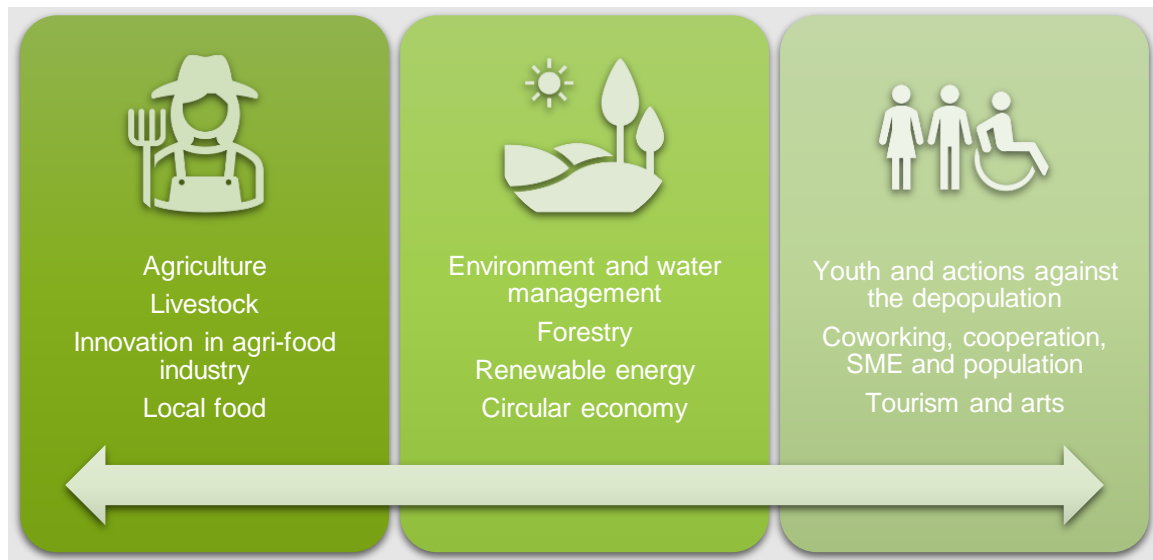 Agriculture
Livestock
Innovation in agri-food
industry
Local food
Environment and water
management
Forestry
Renewable energy
Circular economy
Youth and actions against
the depopulation
Coworking, cooperation,
SME and population
Tourism and arts